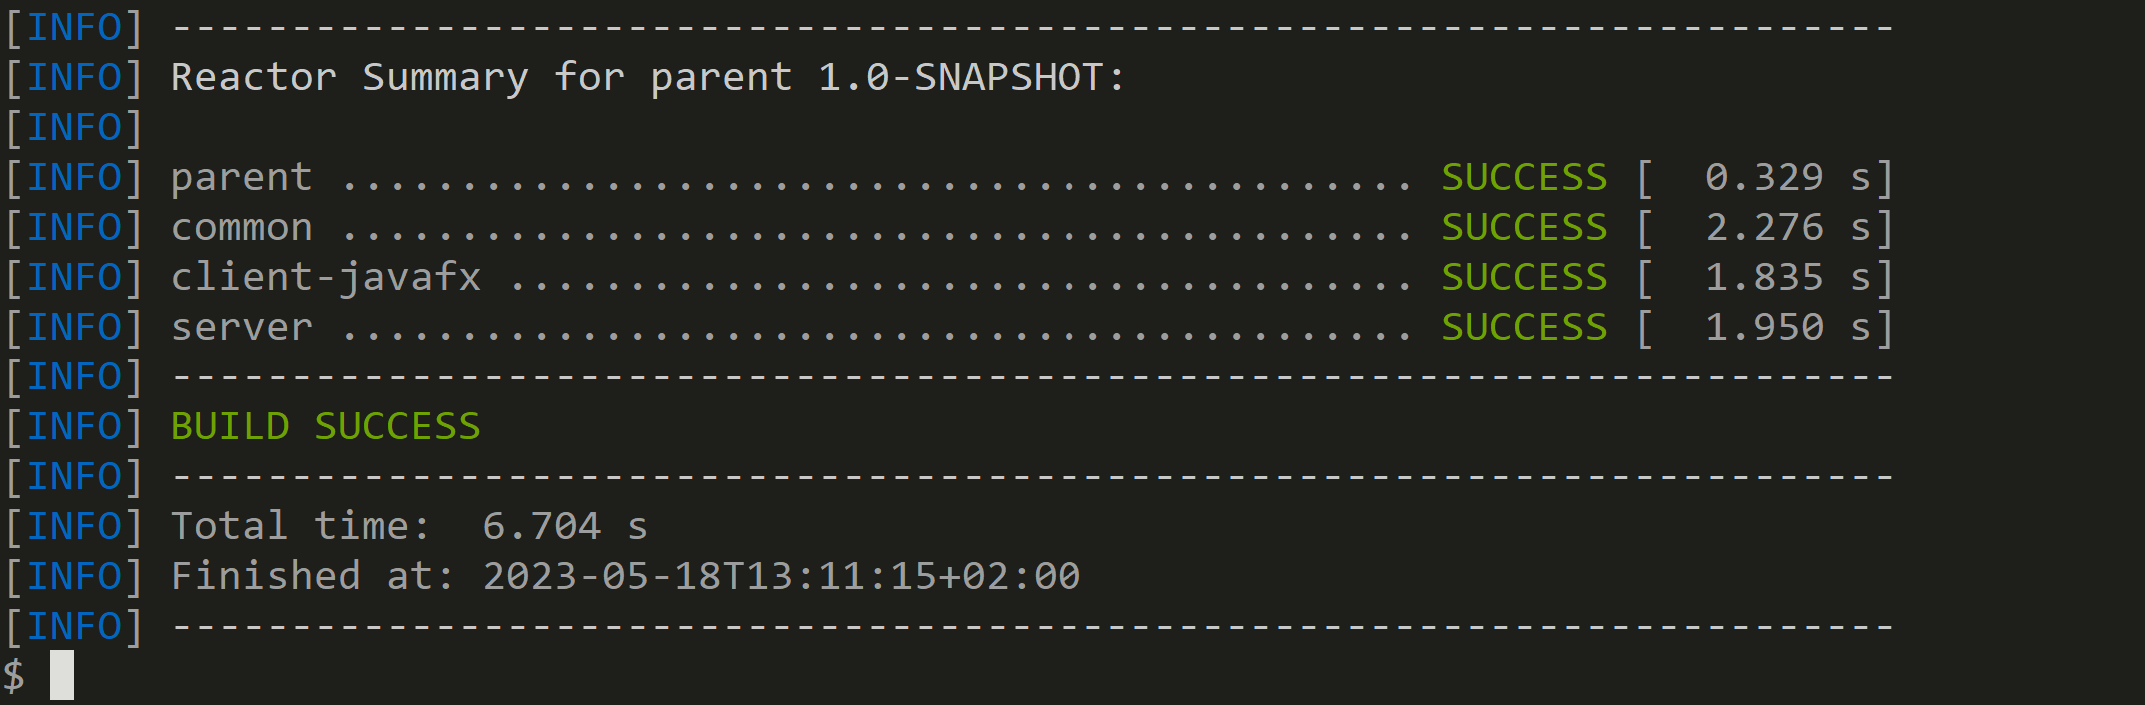 [INFO] ------------------------------------------------------------------------
[INFO] Reactor Summary for parent 1.0-SNAPSHOT:
[INFO]
[INFO] parent ............................................. SUCCESS [  0.329 s]
[INFO] common ............................................. SUCCESS [  2.276 s]
[INFO] client-javafx ...................................... SUCCESS [  1.835 s]
[INFO] server ............................................. SUCCESS [  1.950 s]
[INFO] ------------------------------------------------------------------------
[INFO] BUILD SUCCESS
[INFO] ------------------------------------------------------------------------
[INFO] Total time:  6.704 s
[INFO] Finished at: 2023-05-18T13:11:15+02:00
[INFO] ------------------------------------------------------------------------
$